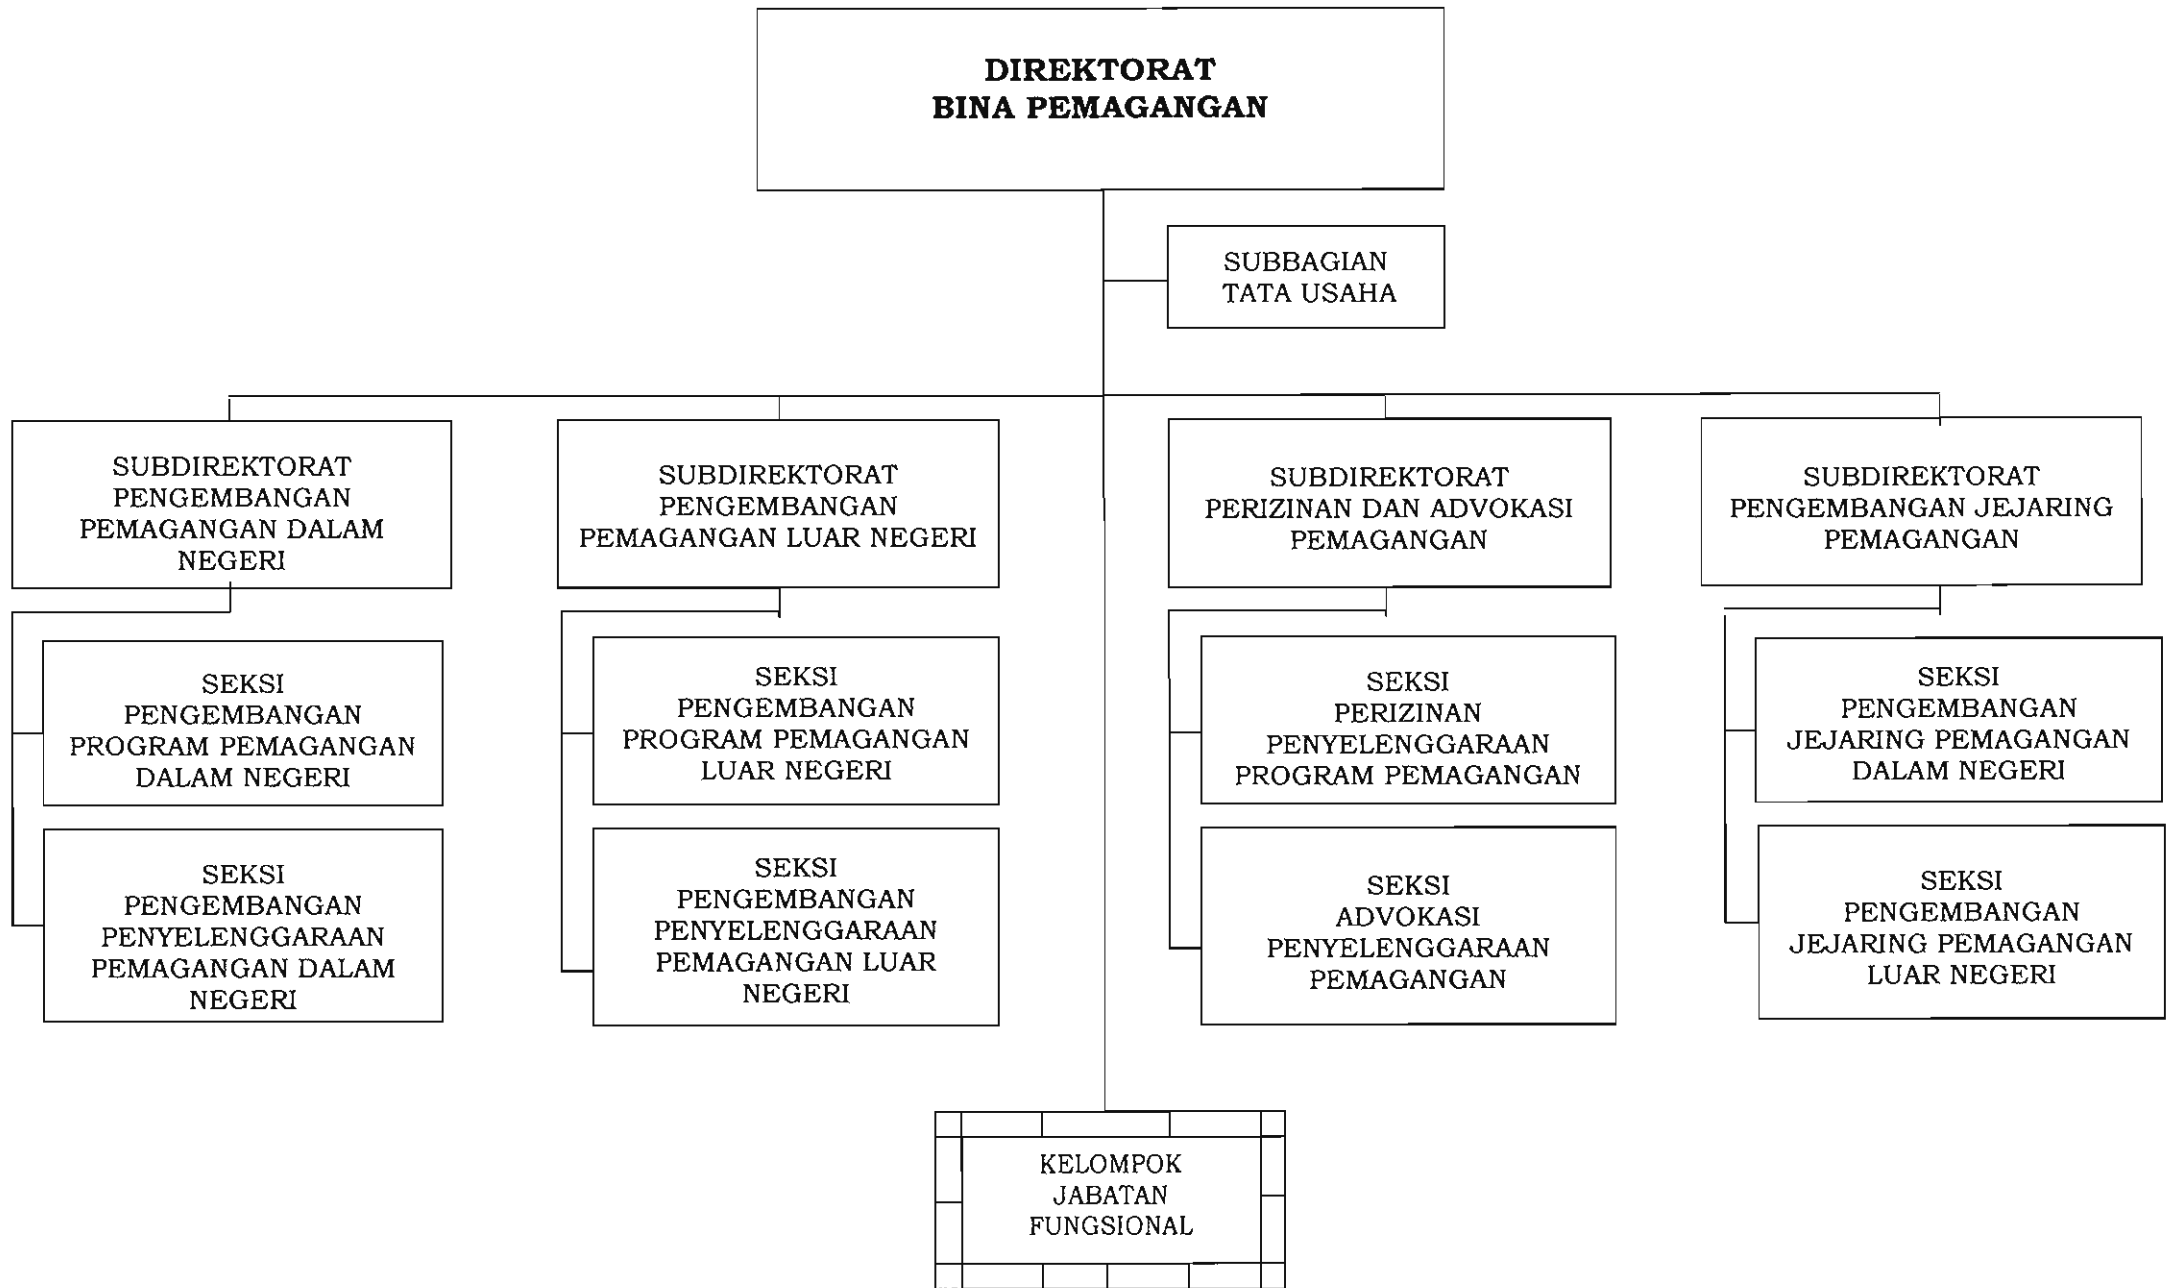 DIREKTORAT
BINA PEMAGANGAN
SUBBAGIAN
TATA USAHA
SUBDIREKTORAT
PENGEMBANGAN
PEMAGANGAN DALAM
NEGERI
SUBDIREKTORAT
PENGEMBANGAN
PEMAGANGAN LUAR NEGERI
SUBDIREKTORAT
PERIZINAN DAN ADVOKASI
PEMAGANGAN
SUBDIREKTORAT
PENGEMBANGAN JEJARING
PEMAGANGAN
SEKSI
PENGEMBANGAN
PROGRAM PEMAGANGAN
DALAM NEGERI
SEKSI
PENGEMBANGAN
PROGRAM PEMAGANGAN
LUAR NEGERI
SEKSI
PERIZINAN
PENYELENGGARAAN
PROGRAM PEMAGANGAN
SEKSI
PENGEMBANGAN
JEJARING PEMAGANGAN
DALAM NEGERI
SEKSI
PENGEMBANGAN
PENYELENGGARAAN
PEMAGANGAN DALAM
NEGERI
SEKSI
PENGEMBANGAN
PENYELENGGARAAN
PEMAGANGAN LUAR
NEGERI
SEKSI
ADVOKASI
PENYELENGGARAAN
PEMAGANGAN
SEKSI
PENGEMBANGAN
JEJARING PEMAGANGAN
LUAR NEGERI
KELOMPOK
JABATAN
FUNGSIONAL